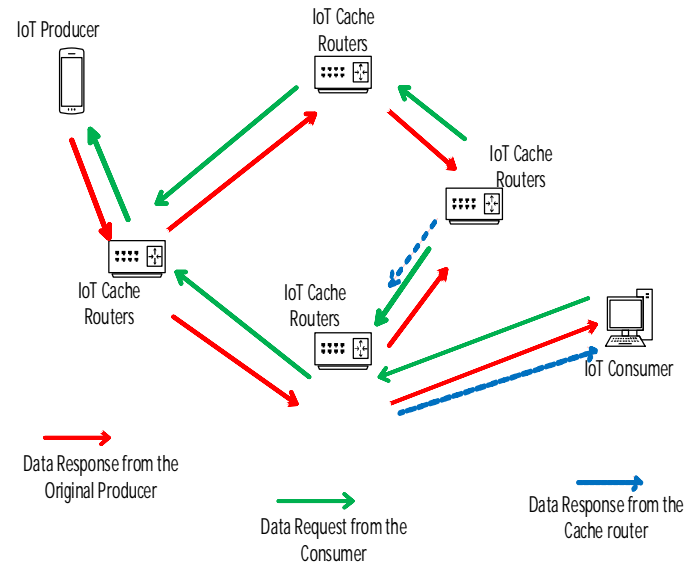 IoT Producer
IoT Cache
Routers
IoT Cache
Routers
IoT Cache
Routers
IoT Cache
Routers
IoT Consumer
Data Response from the
Original Producer
Data Request from the
Consumer
Data Response from the
Cache router